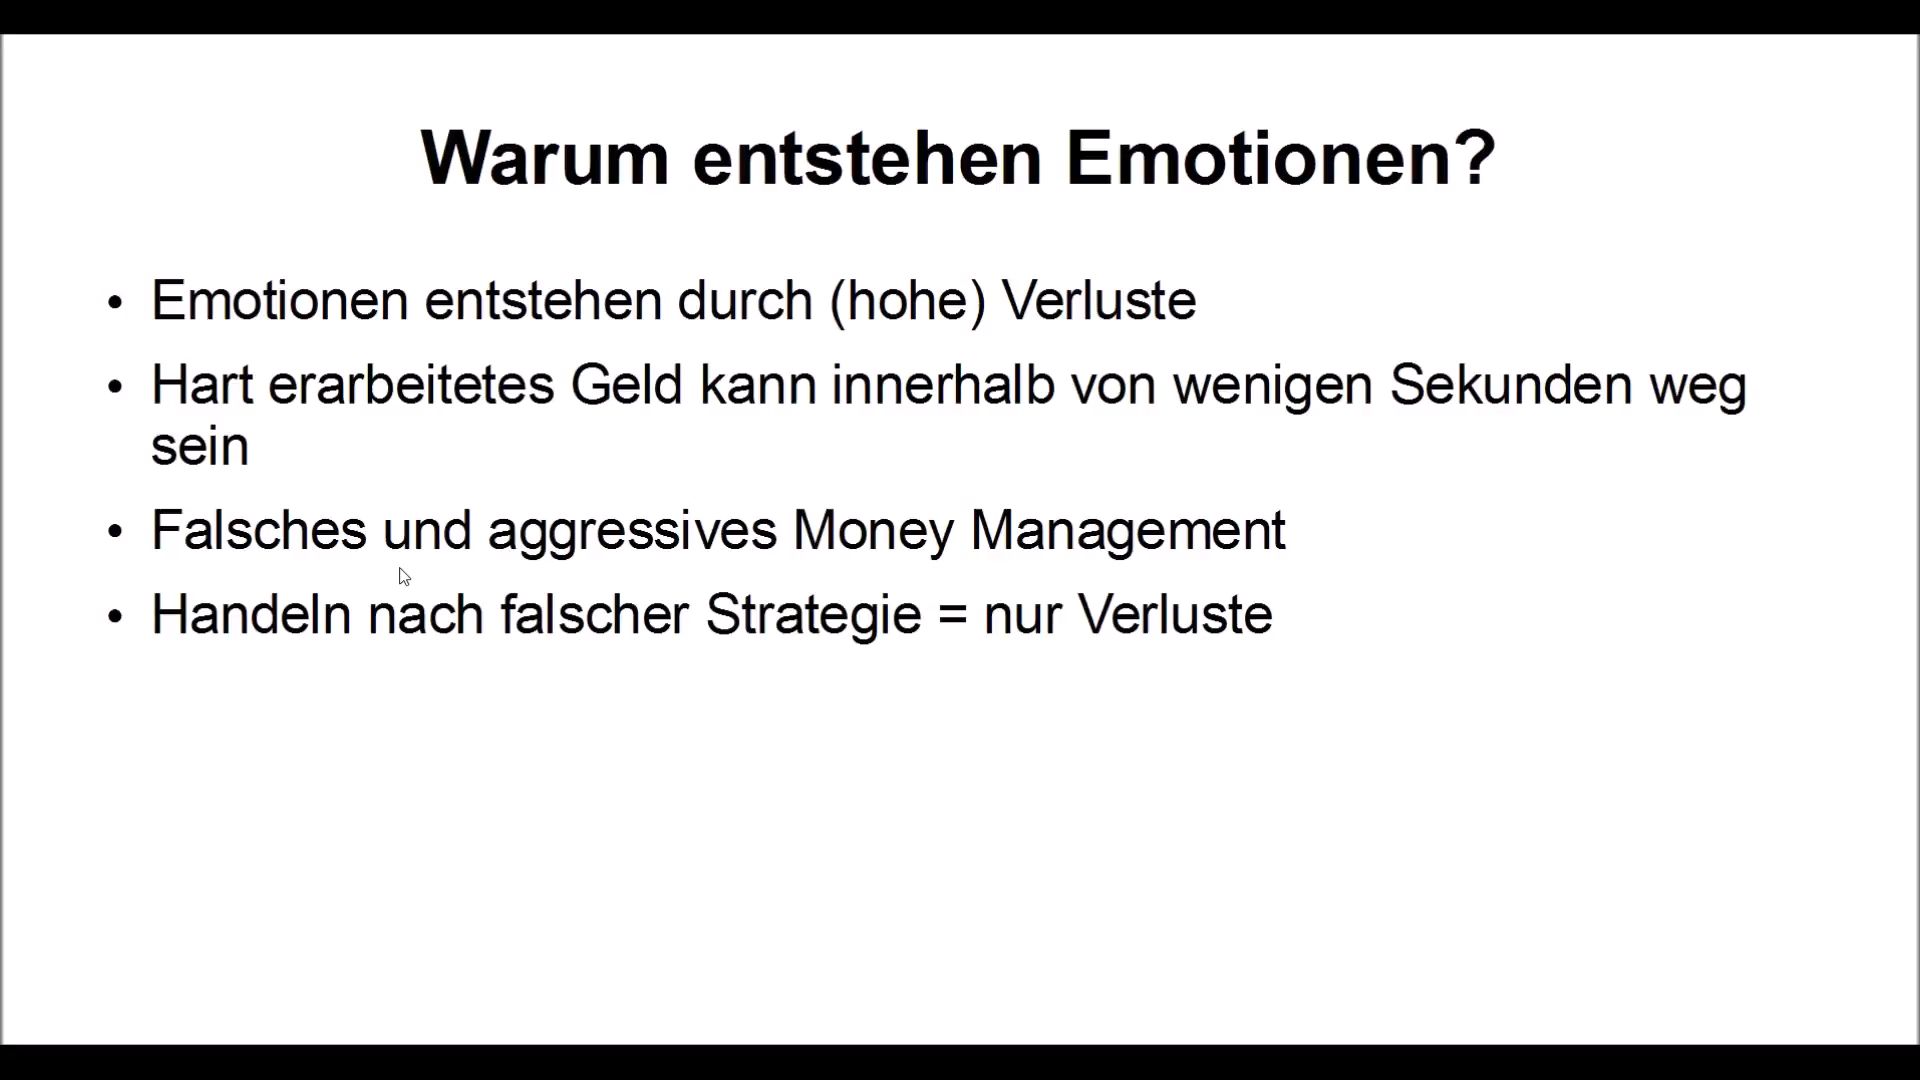 Warum entstehen Emotionen?
• Emotionen entstehen durch (hohe) Verluste
• Hart erarbeitetes Geld kann innerhalb von wenigen Sekunden weg
sein
• Falsches und aggressives Money Management
• Handeln nach falscher Strategie = nur Verluste